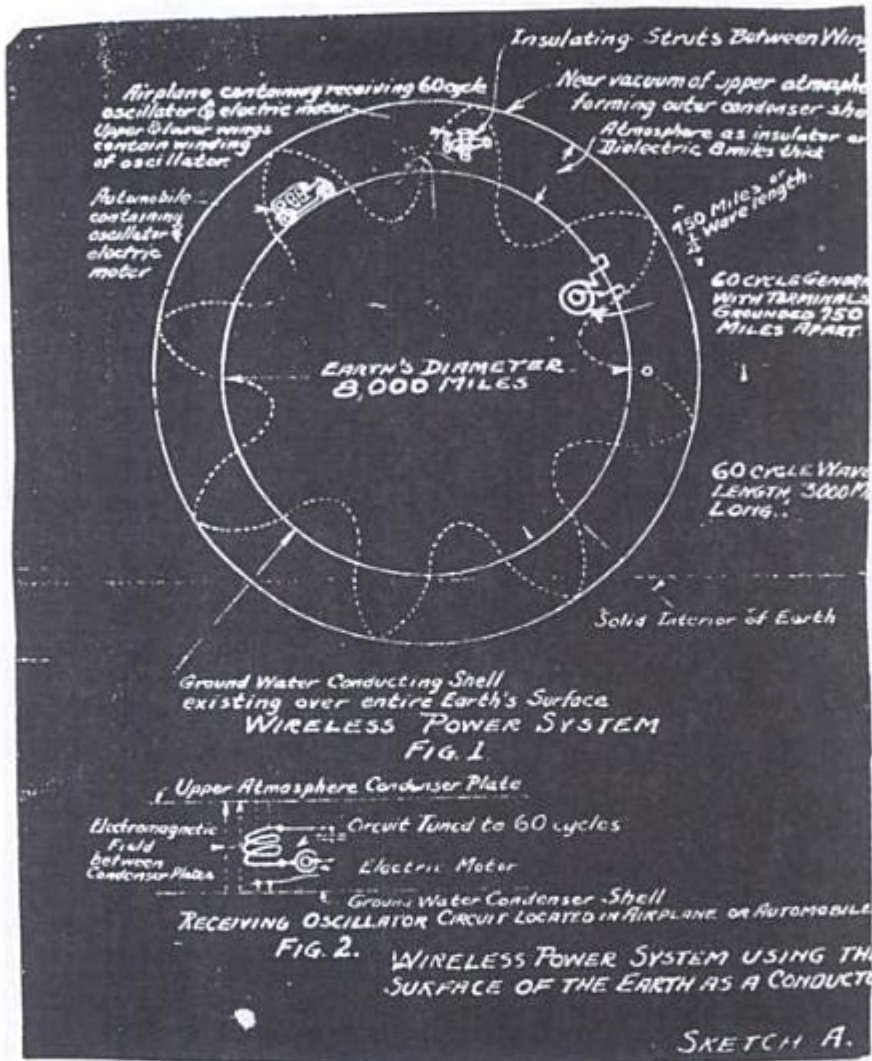 Insulating Struts Between Wing
Airplane containing receiving 60 cycle
oscillator & electric motor.
Upper & lower wings
contain winding
of oscillator.
Near vacuum of upper atmosphe
forming outer condenser she
Atmosphere as insulator or
Dielectric 8 miles thick
Automobile
containing
oscillator &
electric
motor
750 Miles or
1/4 Wave length.
60 CYCLE GENER
WITH TERMINALS
GROUNDED 750
MILES APART.
EARTH'S DIAMETER
8,000 MILES
60 CYCLE WAVE
LENGTH, 3000 M
LONG.
Solid Interior of Earth
Ground Water Conducting Shell
existing over entire Earth's Surface
WIRELESS POWER SYSTEM
FIG. 1
Upper Atmosphere Condenser Plate
Electromagnetic
Field
between
Condenser Plates
Circuit Tuned to 60 cycles
Electric Motor
Ground Water Condenser Shell
RECEIVING OSCILLATOR CIRCUIT LOCATED IN AIRPLANE OR AUTOMOBILE
FIG. 2.
WIRELESS POWER SYSTEM USING THE
SURFACE OF THE EARTH AS A CONDUCTO
SKETCH A.